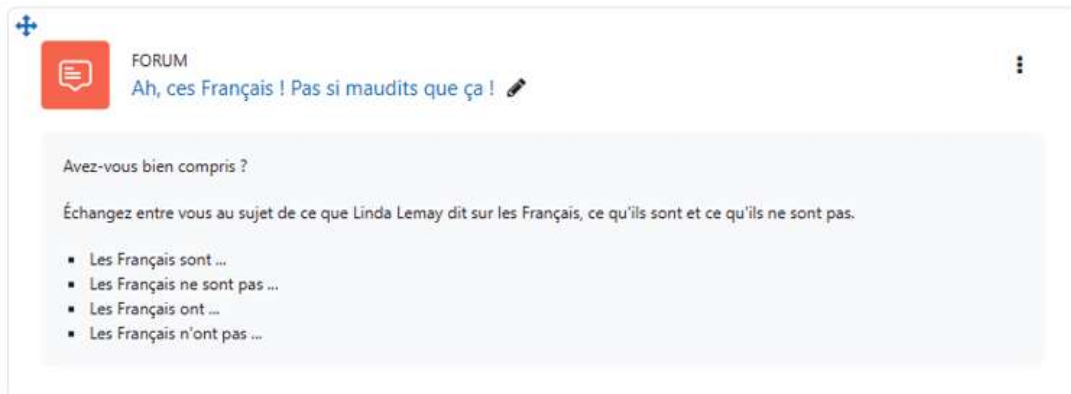 FORUM
Ah, ces Français ! Pas si maudits que ça !
Avez-vous bien compris ?
Échangez entre vous au sujet de ce que Linda Lemay dit sur les Français, ce qu'ils sont et ce qu'ils ne sont pas.
▪ Les Français sont ...
▪ Les Français ne sont pas ...
▪ Les Français ont ...
▪ Les Français n'ont pas ...